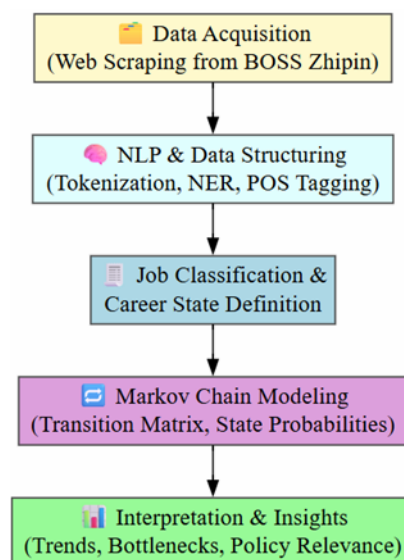 Data Acquisition
(Web Scraping from BOSS Zhipin)
NLP & Data Structuring
(Tokenization, NER, POS Tagging)
Job Classification &
Career State Definition
Markov Chain Modeling
(Transition Matrix, State Probabilities)
Interpretation & Insights
(Trends, Bottlenecks, Policy Relevance)